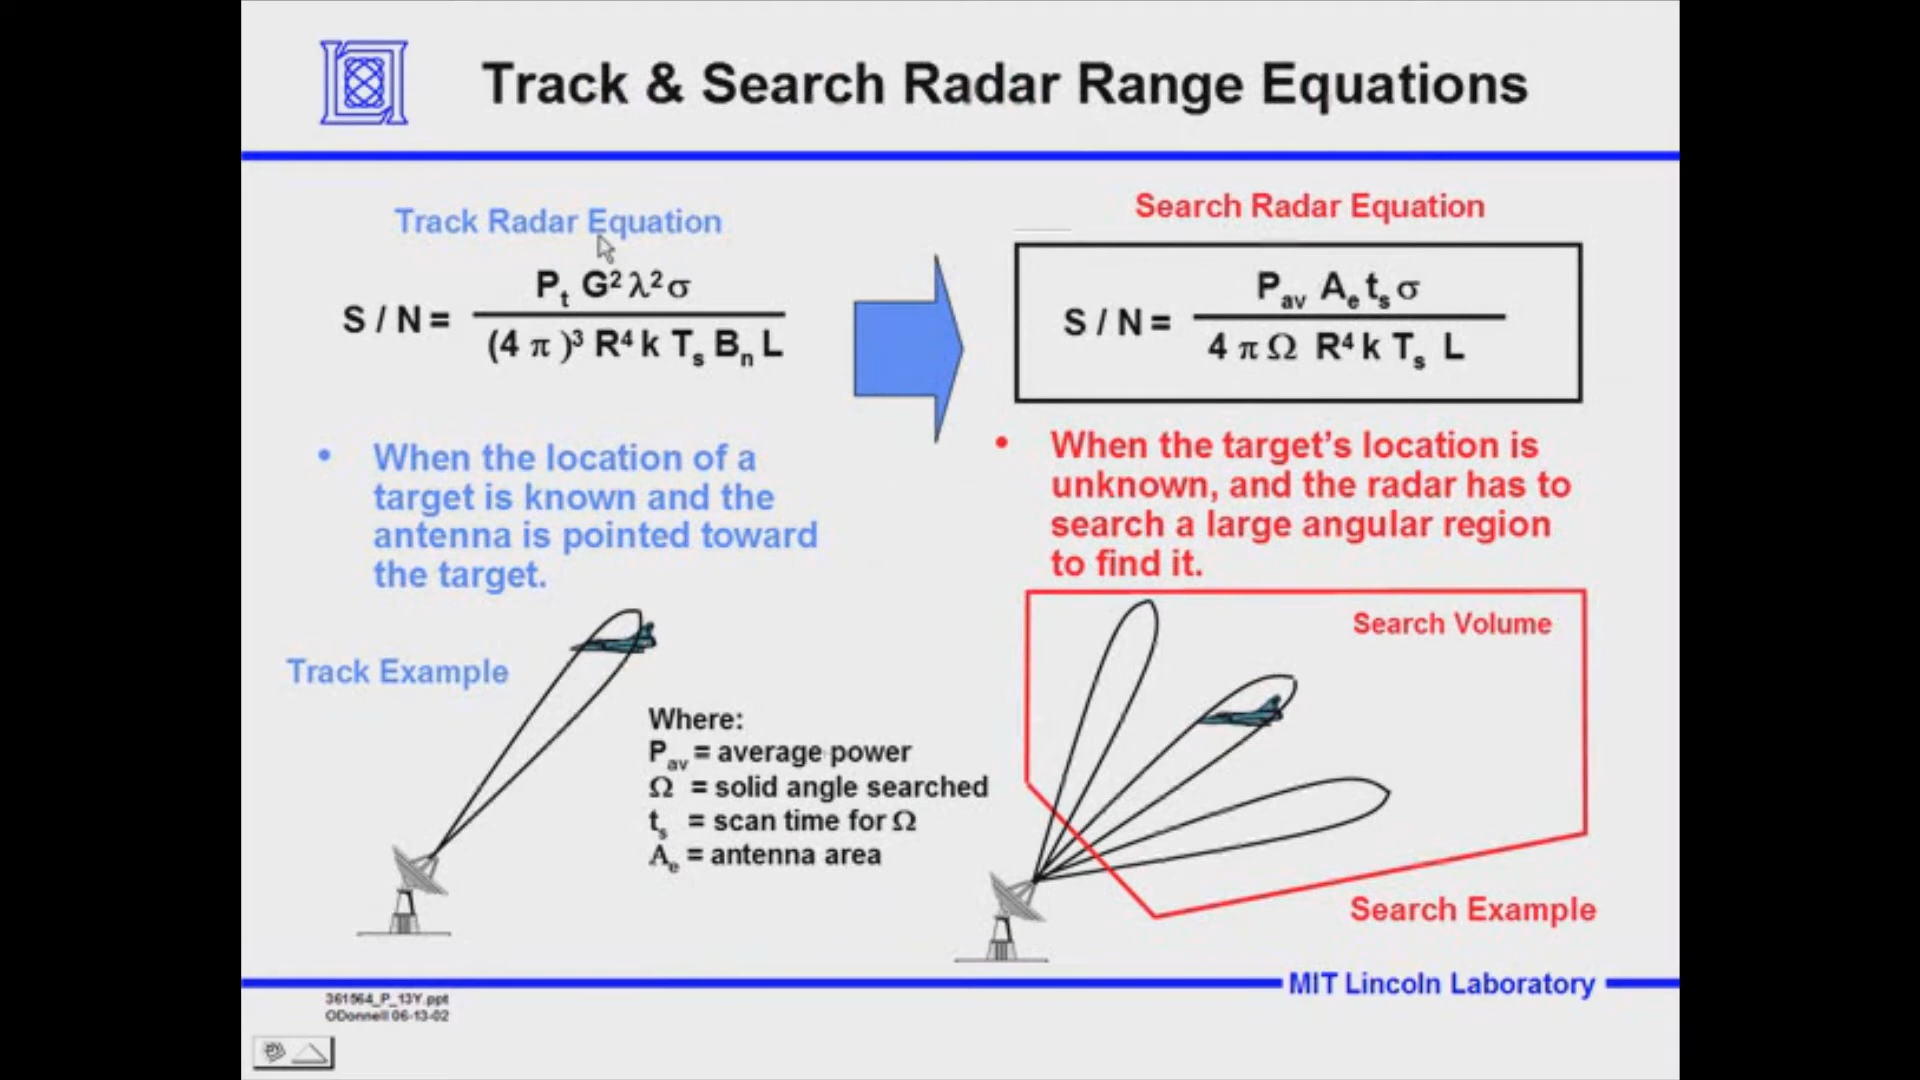 Track & Search Radar Range Equations
Track Radar Equation
S / N = P_t G² λ² σ / (4 π)³ R⁴ k T_s B_n L
When the location of a
target is known and the
antenna is pointed toward
the target.
Track Example
Where:
P_av = average power
Ω = solid angle searched
t_s = scan time for Ω
A_e = antenna area
Search Radar Equation
S / N = P_av A_e t_s σ / 4 π Ω R⁴ k T_s L
When the target's location is
unknown, and the radar has to
search a large angular region
to find it.
Search Volume
Search Example
MIT Lincoln Laboratory
361564_P_13Y.ppt
ODonnell 06-13-02